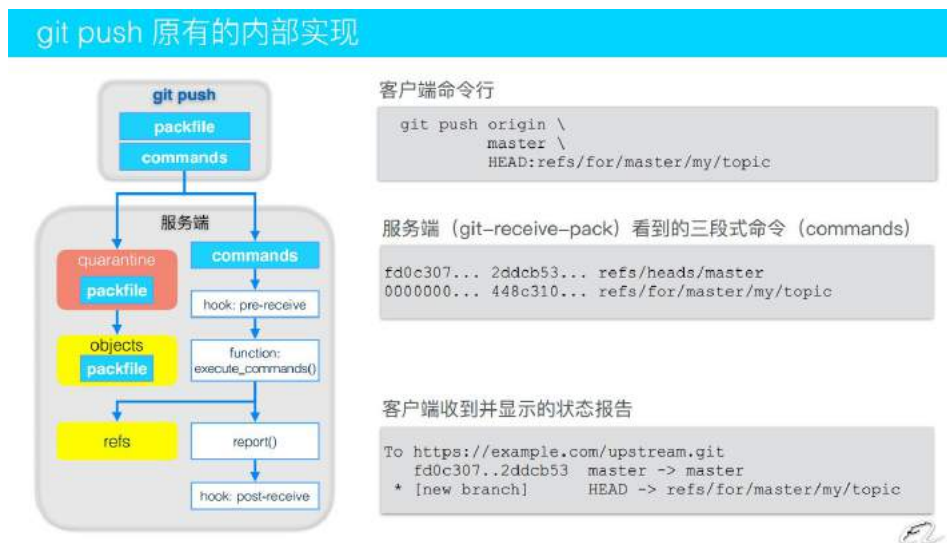 git push 原有的内部实现
git push
packfile
commands
服务端
quarantine
packfile
objects
packfile
refs
commands
hook: pre-receive
function:
execute_commands()
report()
hook: post-receive
客户端命令行
git push origin \
master \
HEAD:refs/for/master/my/topic
服务端（git-receive-pack）看到的三段式命令（commands）
fd0c307... 2ddcb53... refs/heads/master
0000000... 448c310... refs/for/master/my/topic
客户端收到并显示的状态报告
To https://example.com/upstream.git
fd0c307..2ddcb53  master -> master
* [new branch]      HEAD -> refs/for/master/my/topic